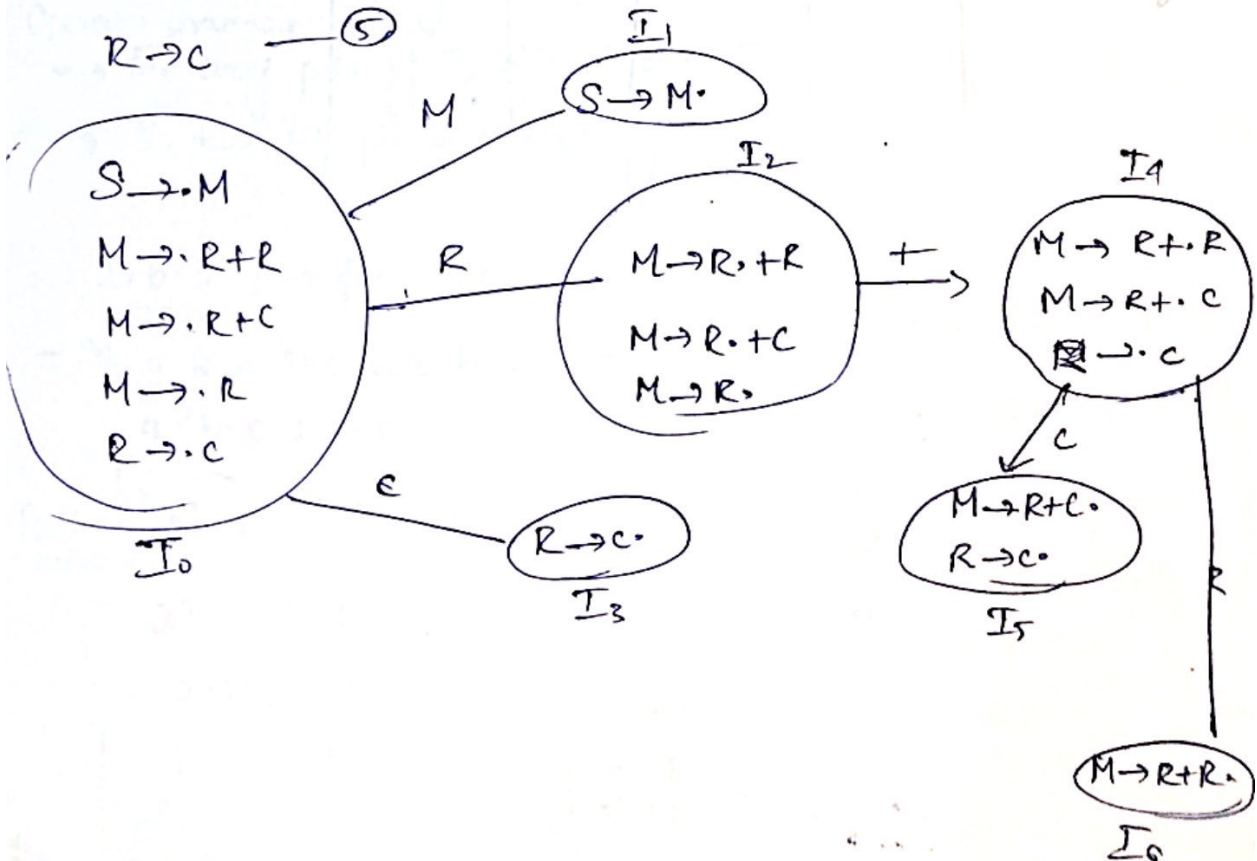 R→C — ⑤
I1
S→M·
M
I0
S→·M
M→·R+R
M→·R+C
M→·R
R→·C
R
I2
M→R·+R
M→R·+C
M→R·
+
I4
M→ R+·R
M→R+·C
→·C
C
R→C·
I3
C
M→R+C·
R→C·
I5
R
M→R+R·
I6